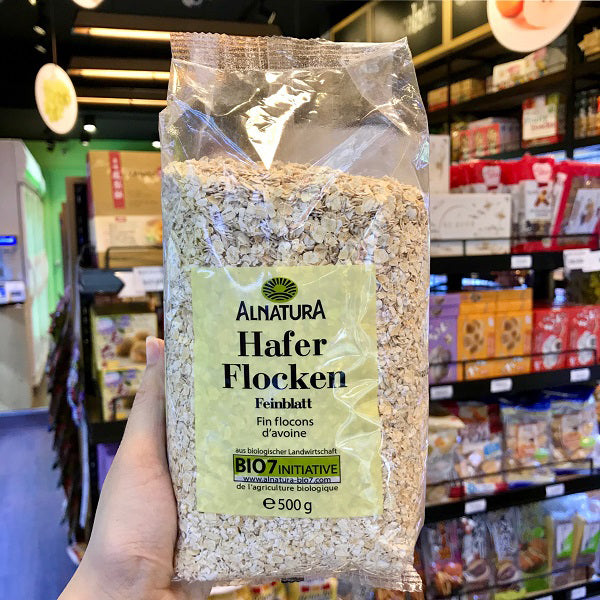 ALNATURA
Hafer
Flocken
Feinblatt
Fin flocons
d'avoine
aus biologischer Landwirtschaft
BIO7 INITIATIVE
www.alnatura-bio7.com
de l'agriculture biologique
℮ 500 g